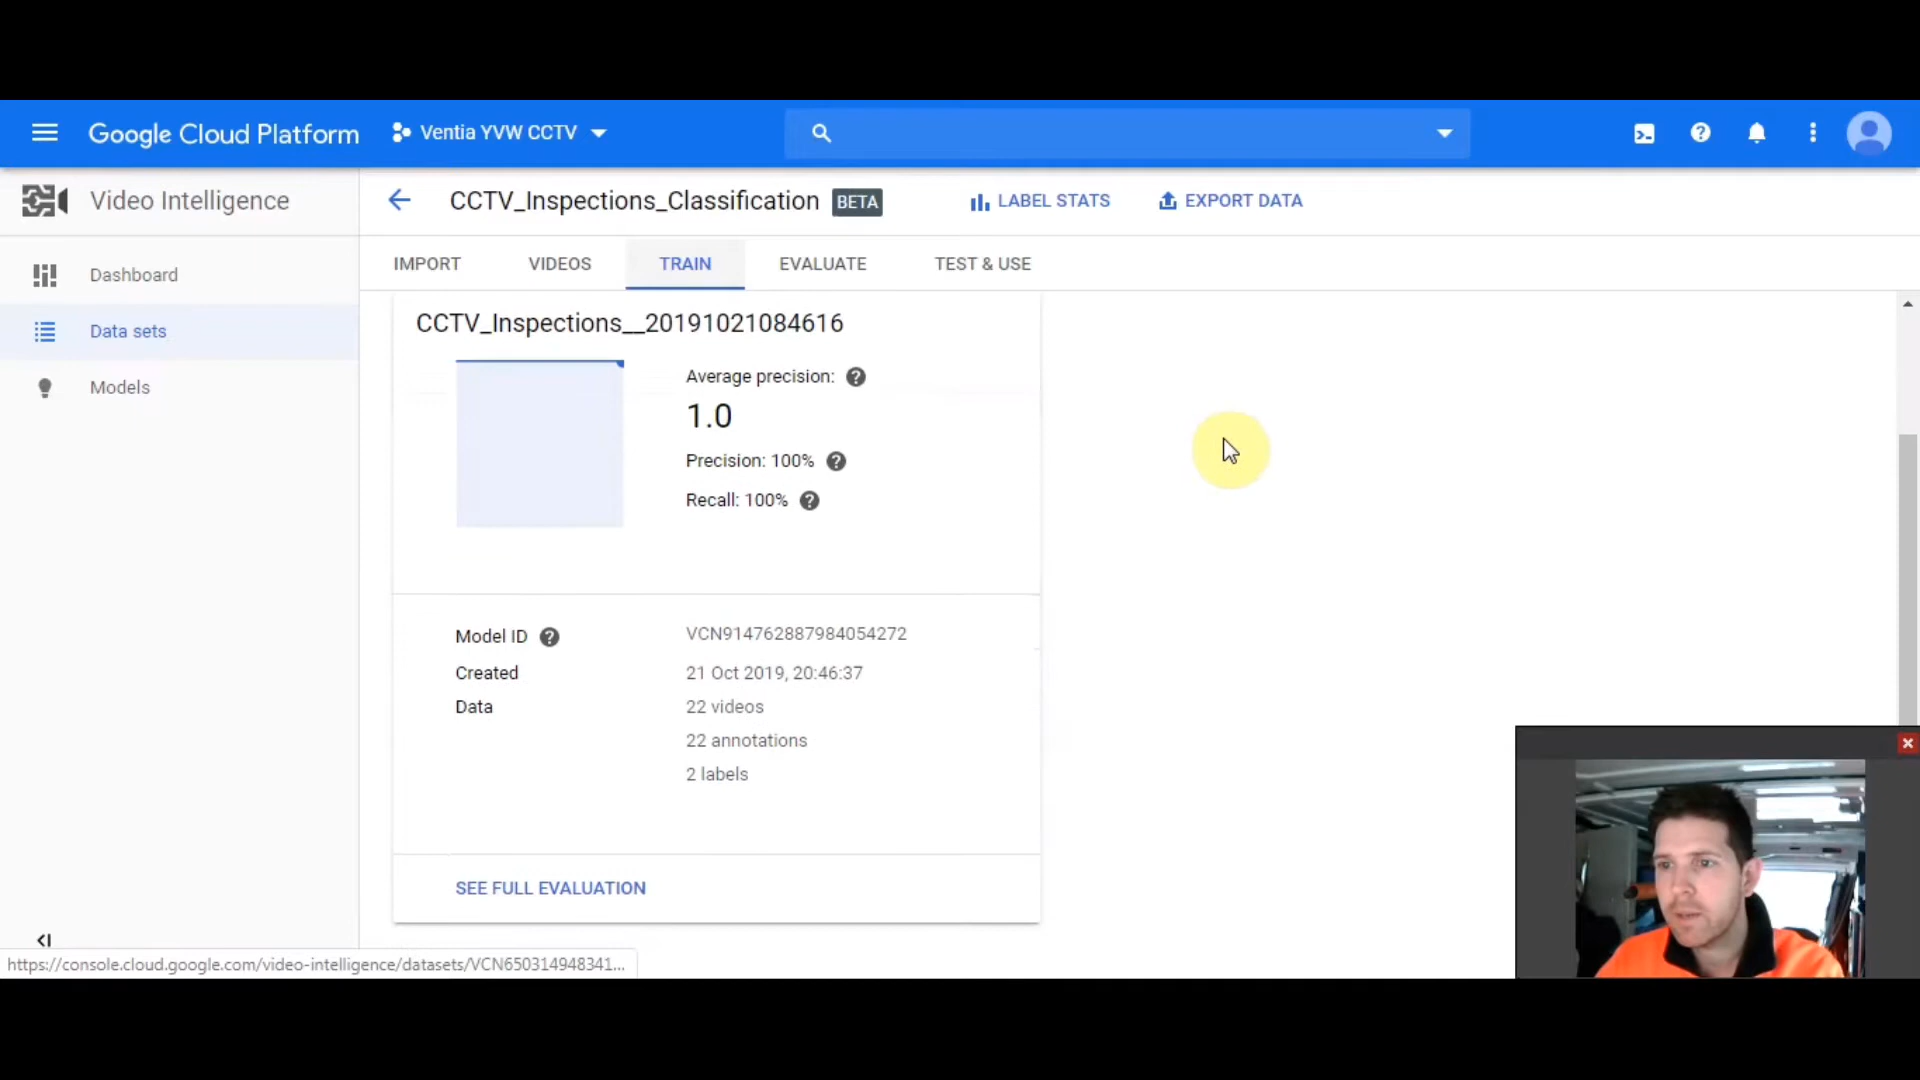 Google Cloud Platform
Ventia YVW CCTV
Video Intelligence
CCTV_Inspections_Classification
BETA
LABEL STATS
EXPORT DATA
Dashboard
Data sets
Models
IMPORT
VIDEOS
TRAIN
EVALUATE
TEST & USE
CCTV_Inspections__20191021084616
Average precision: ?
1.0
Precision: 100% ?
Recall: 100% ?
Model ID ? VCN914762887984054272
Created 21 Oct 2019, 20:46:37
Data 22 videos
22 annotations
2 labels
SEE FULL EVALUATION
https://console.cloud.google.com/video-intelligence/datasets/VCN650314948341...